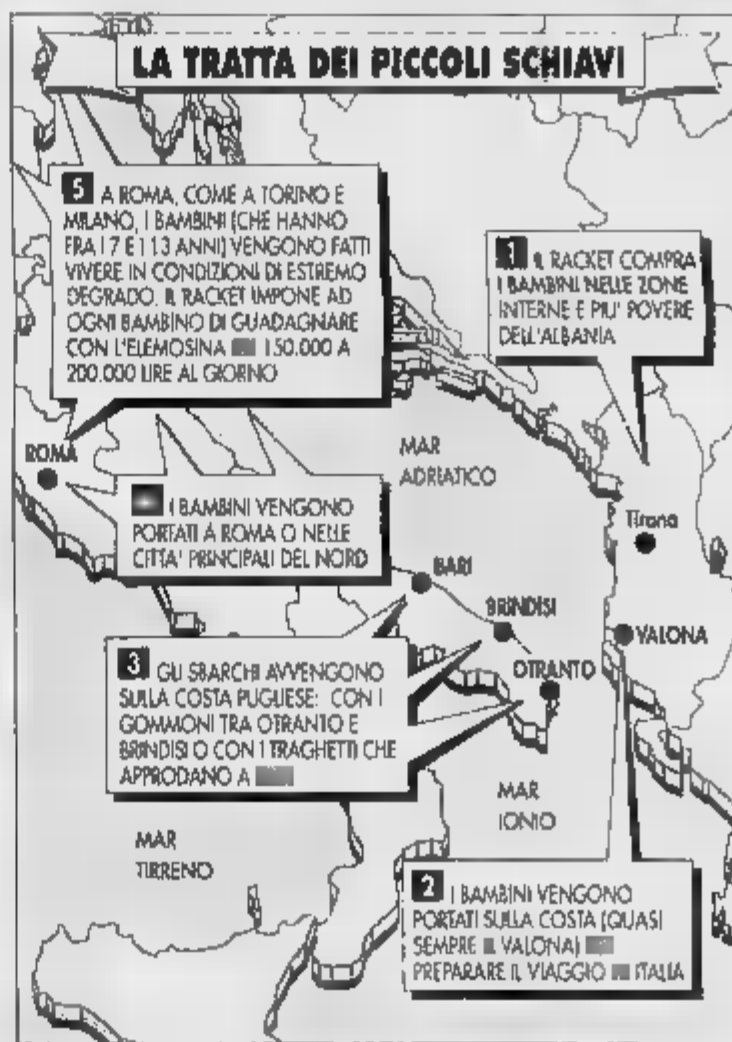 LA TRATTA DEI PICCOLI SCHIAVI
5 A ROMA, COME A TORINO E
MILANO, I BAMBINI (CHE HANNO
FRA I 7 E I 13 ANNI) VENGONO FATTI
VIVERE IN CONDIZIONI DI ESTREMO
DEGRADO. IL RACKET IMPONE AD
OGNI BAMBINO DI GUADAGNARE
CON L'ELEMOSINA 150.000 A
200.000 LIRE AL GIORNO
1 IL RACKET COMPRA
I BAMBINI NELLE ZONE
INTERNE E PIU' POVERE
DELL'ALBANIA
ROMA
MAR
ADRIATICO
I BAMBINI VENGONO
PORTATI A ROMA O NELLE
CITTA' PRINCIPALI DEL NORD
Tirana
BARI
BRINDISI
VALONA
OTRANTO
3 GLI SBARCHI AVVENGONO
SULLA COSTA PUGLIESE: CON I
GOMMONI TRA OTRANTO E
BRINDISI O CON I TRAGHETTI CHE
APPRODANO A
MAR
IONIO
MAR
TIRRENO
2 I BAMBINI VENGONO
PORTATI SULLA COSTA (QUASI
SEMPRE VALONA)
PREPARARE IL VIAGGIO ITALIA